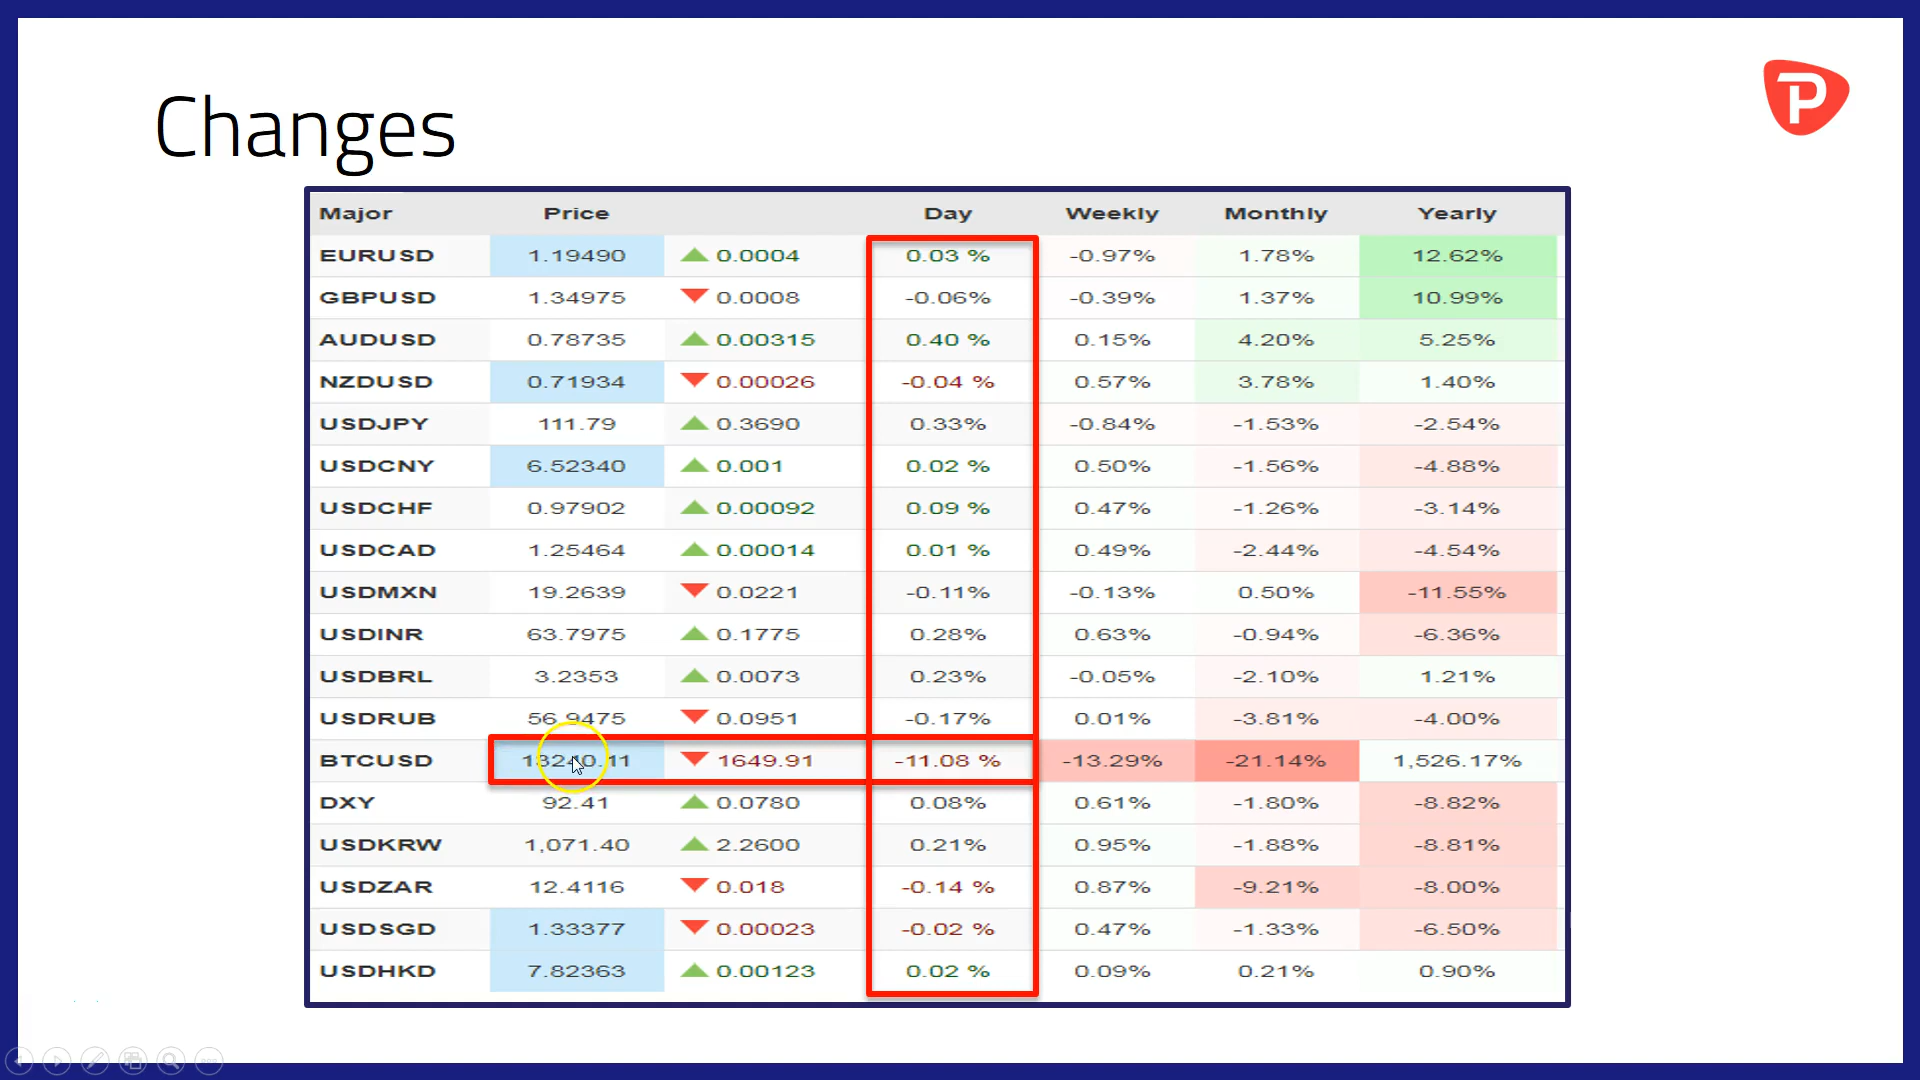 Changes
P
Major Price Day Weekly Monthly Yearly
EURUSD 1.19490 0.0004 0.03 % -0.97% 1.78% 12.62%
GBPUSD 1.34975 0.0008 -0.06% -0.39% 1.37% 10.99%
AUDUSD 0.78735 0.00315 0.40 % 0.15% 4.20% 5.25%
NZDUSD 0.71934 0.00026 -0.04 % 0.57% 3.78% 1.40%
USDJPY 111.79 0.3690 0.33% -0.84% -1.53% -2.54%
USDCNY 6.52340 0.001 0.02 % 0.50% -1.56% -4.88%
USDCHF 0.97902 0.00092 0.09 % 0.47% -1.26% -3.14%
USDCAD 1.25464 0.00014 0.01 % 0.49% -2.44% -4.54%
USDMXN 19.2639 0.0221 -0.11% -0.13% 0.50% -11.55%
USDINR 63.7975 0.1775 0.28% 0.63% -0.94% -6.36%
USDBRL 3.2353 0.0073 0.23% -0.05% -2.10% 1.21%
USDRUB 56.9475 0.0951 -0.17% 0.01% -3.81% -4.00%
BTCUSD 13240.11 1649.91 -11.08 % -13.29% -21.14% 1,526.17%
DXY 92.41 0.0780 0.08% 0.61% -1.80% -8.82%
USDKRW 1,071.40 2.2600 0.21% 0.95% -1.88% -8.81%
USDZAR 12.4116 0.018 -0.14 % 0.87% -9.21% -8.00%
USDSGD 1.33377 0.00023 -0.02 % 0.47% -1.33% -6.50%
USDHKD 7.82363 0.00123 0.02 % 0.09% 0.21% 0.90%